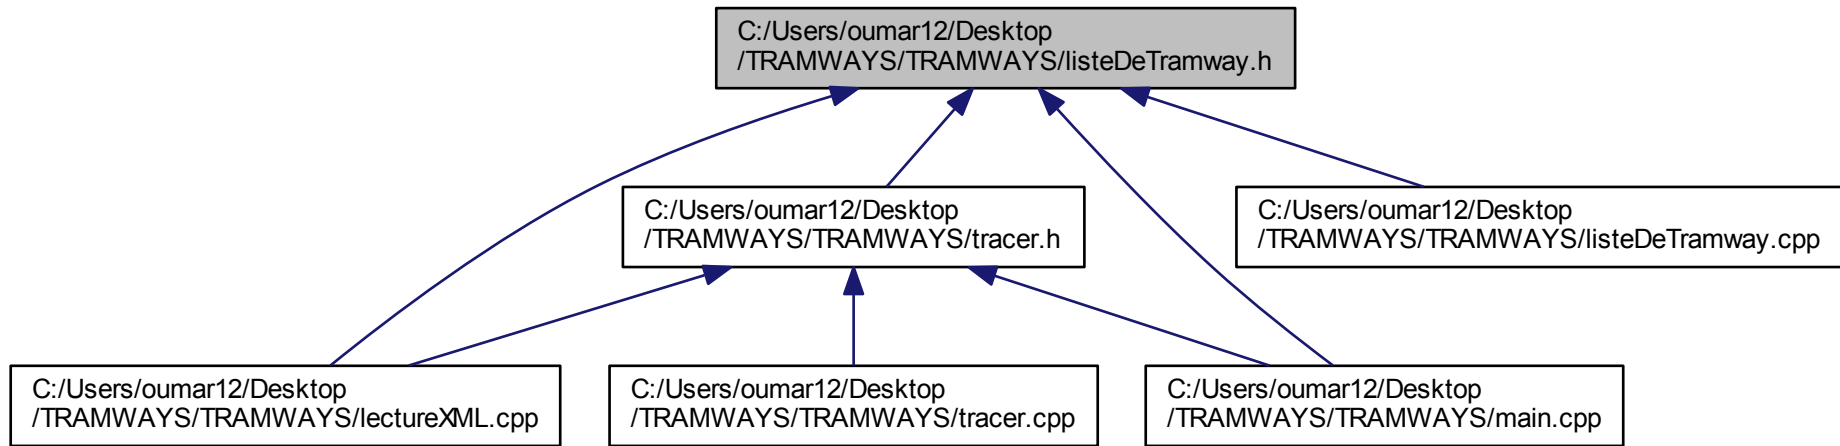 C:/Users/oumar12/Desktop
/TRAMWAYS/TRAMWAYS/listeDeTramway.h
C:/Users/oumar12/Desktop
/TRAMWAYS/TRAMWAYS/tracer.h
C:/Users/oumar12/Desktop
/TRAMWAYS/TRAMWAYS/listeDeTramway.cpp
C:/Users/oumar12/Desktop
/TRAMWAYS/TRAMWAYS/lectureXML.cpp
C:/Users/oumar12/Desktop
/TRAMWAYS/TRAMWAYS/tracer.cpp
C:/Users/oumar12/Desktop
/TRAMWAYS/TRAMWAYS/main.cpp